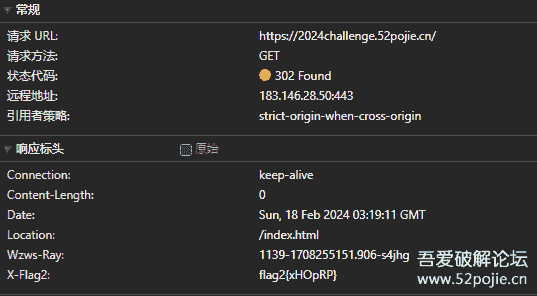 常规
请求 URL: https://2024challenge.52pojie.cn/
请求方法: GET
状态代码: 302 Found
远程地址: 183.146.28.50:443
引用者策略: strict-origin-when-cross-origin
响应标头 原始
Connection: keep-alive
Content-Length: 0
Date: Sun, 18 Feb 2024 03:19:11 GMT
Location: /index.html
Wzws-Ray: 1139-1708255151.906-s4jhg
X-Flag2: flag2{xHOpRP}
吾爱破解论坛
www.52pojie.cn